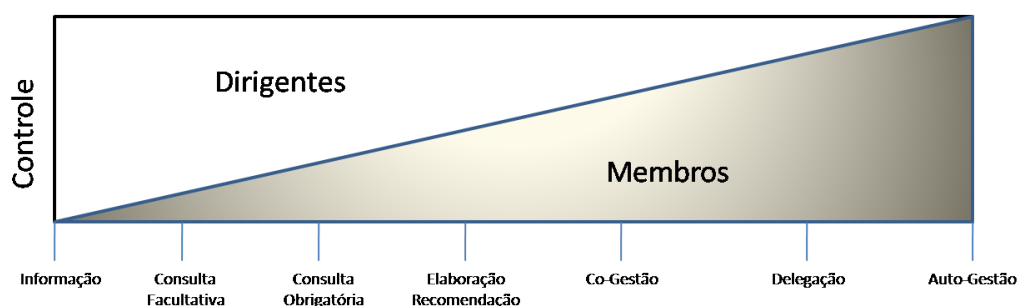 Controle
Dirigentes
Membros
Informação
Consulta
Facultativa
Consulta
Obrigatória
Elaboração
Recomendação
Co-Gestão
Delegação
Auto-Gestão